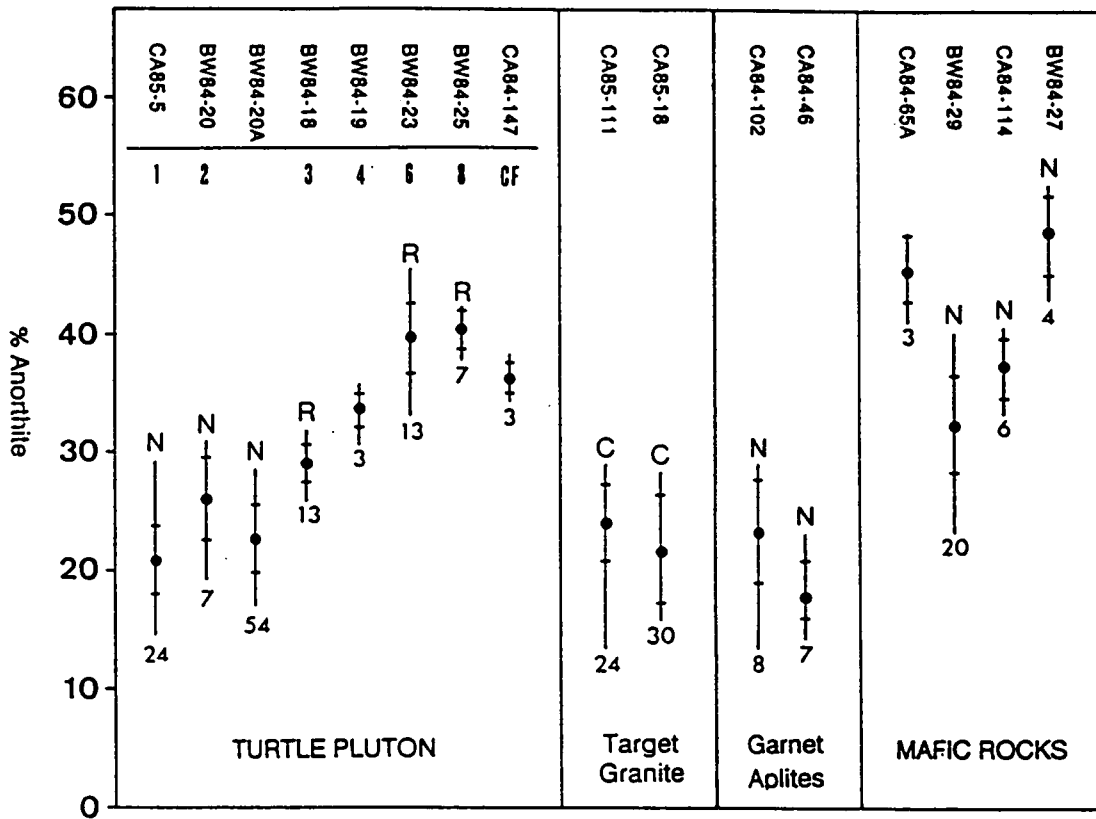 CA85-5 BW84-20 BW84-20A BW84-18 BW84-19 BW84-23 BW84-25 CA84-147 CA85-111 CA85-18 CA84-102 CA84-46 CA84-65A BW84-29 CA84-114 BW84-27
1 2 3 4 6 8 CF
% Anorthite
60
50
40
30
20
10
0
N N N R R R C C N N N N N
24 7 54 13 3 13 7 3 24 30 8 7 3 20 6 4
TURTLE PLUTON
Target
Granite
Garnet
Aplites
MAFIC ROCKS